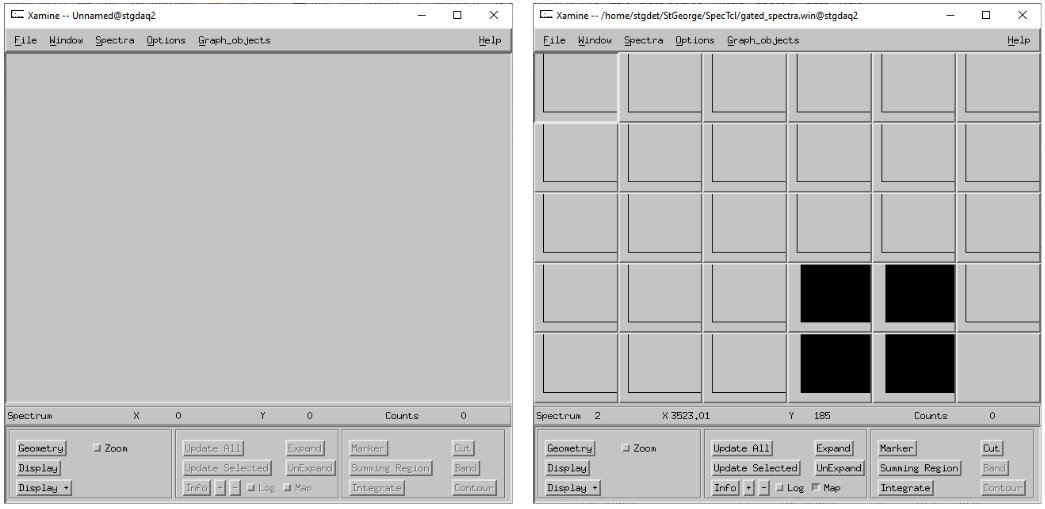 Xamine -- Unnamed@stgdaq2
File Window Spectra Options Graph_objects Help
Spectrum X 0 Y 0 Counts 0
Geometry Zoom Update All Expand Marker Cut
Display Update Selected UnExpand Summing Region Band
Display + Info + - Log Map Integrate Contour
Xamine -- /home/stgdet/StGeorge/SpecTcl/gated_spectra.win@stgdaq2
File Window Spectra Options Graph_objects Help
Spectrum 2 X 3523.01 Y 185 Counts 0
Geometry Zoom Update All Expand Marker Cut
Display Update Selected UnExpand Summing Region Band
Display + Info + - Log Map Integrate Contour